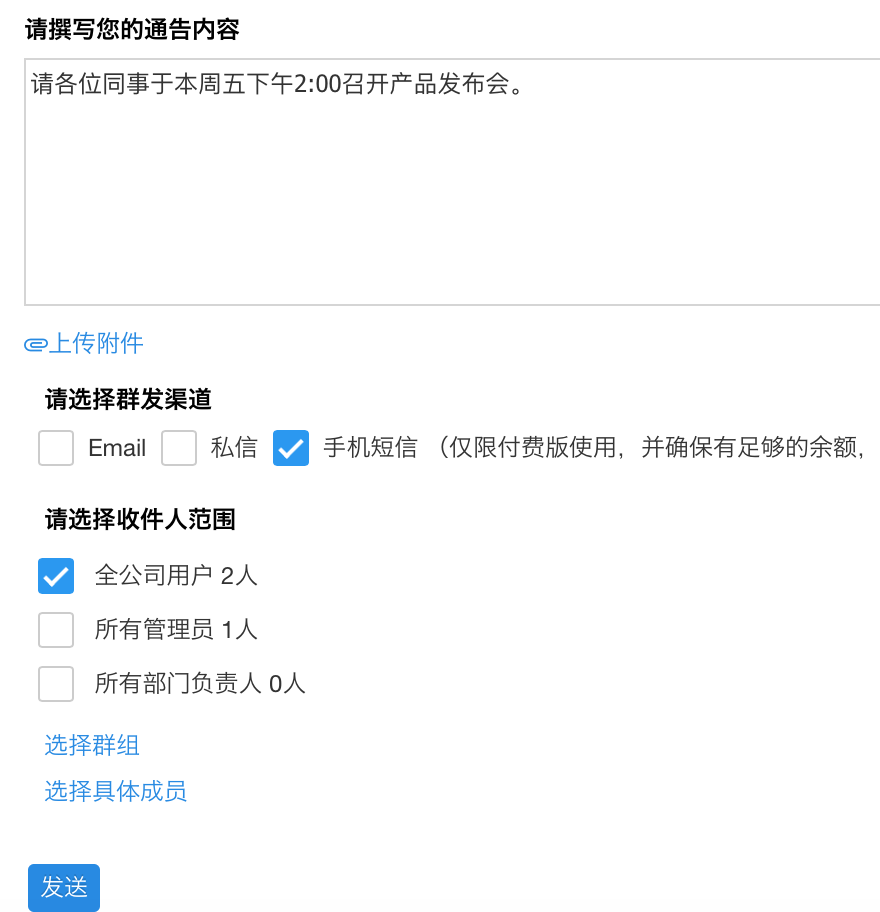 请撰写您的通告内容
请各位同事于本周五下午2:00召开产品发布会。
上传附件
请选择群发渠道
Email 私信 手机短信 （仅限付费版使用，并确保有足够的余额，
请选择收件人范围
全公司用户 2人
所有管理员 1人
所有部门负责人 0人
选择群组
选择具体成员
发送